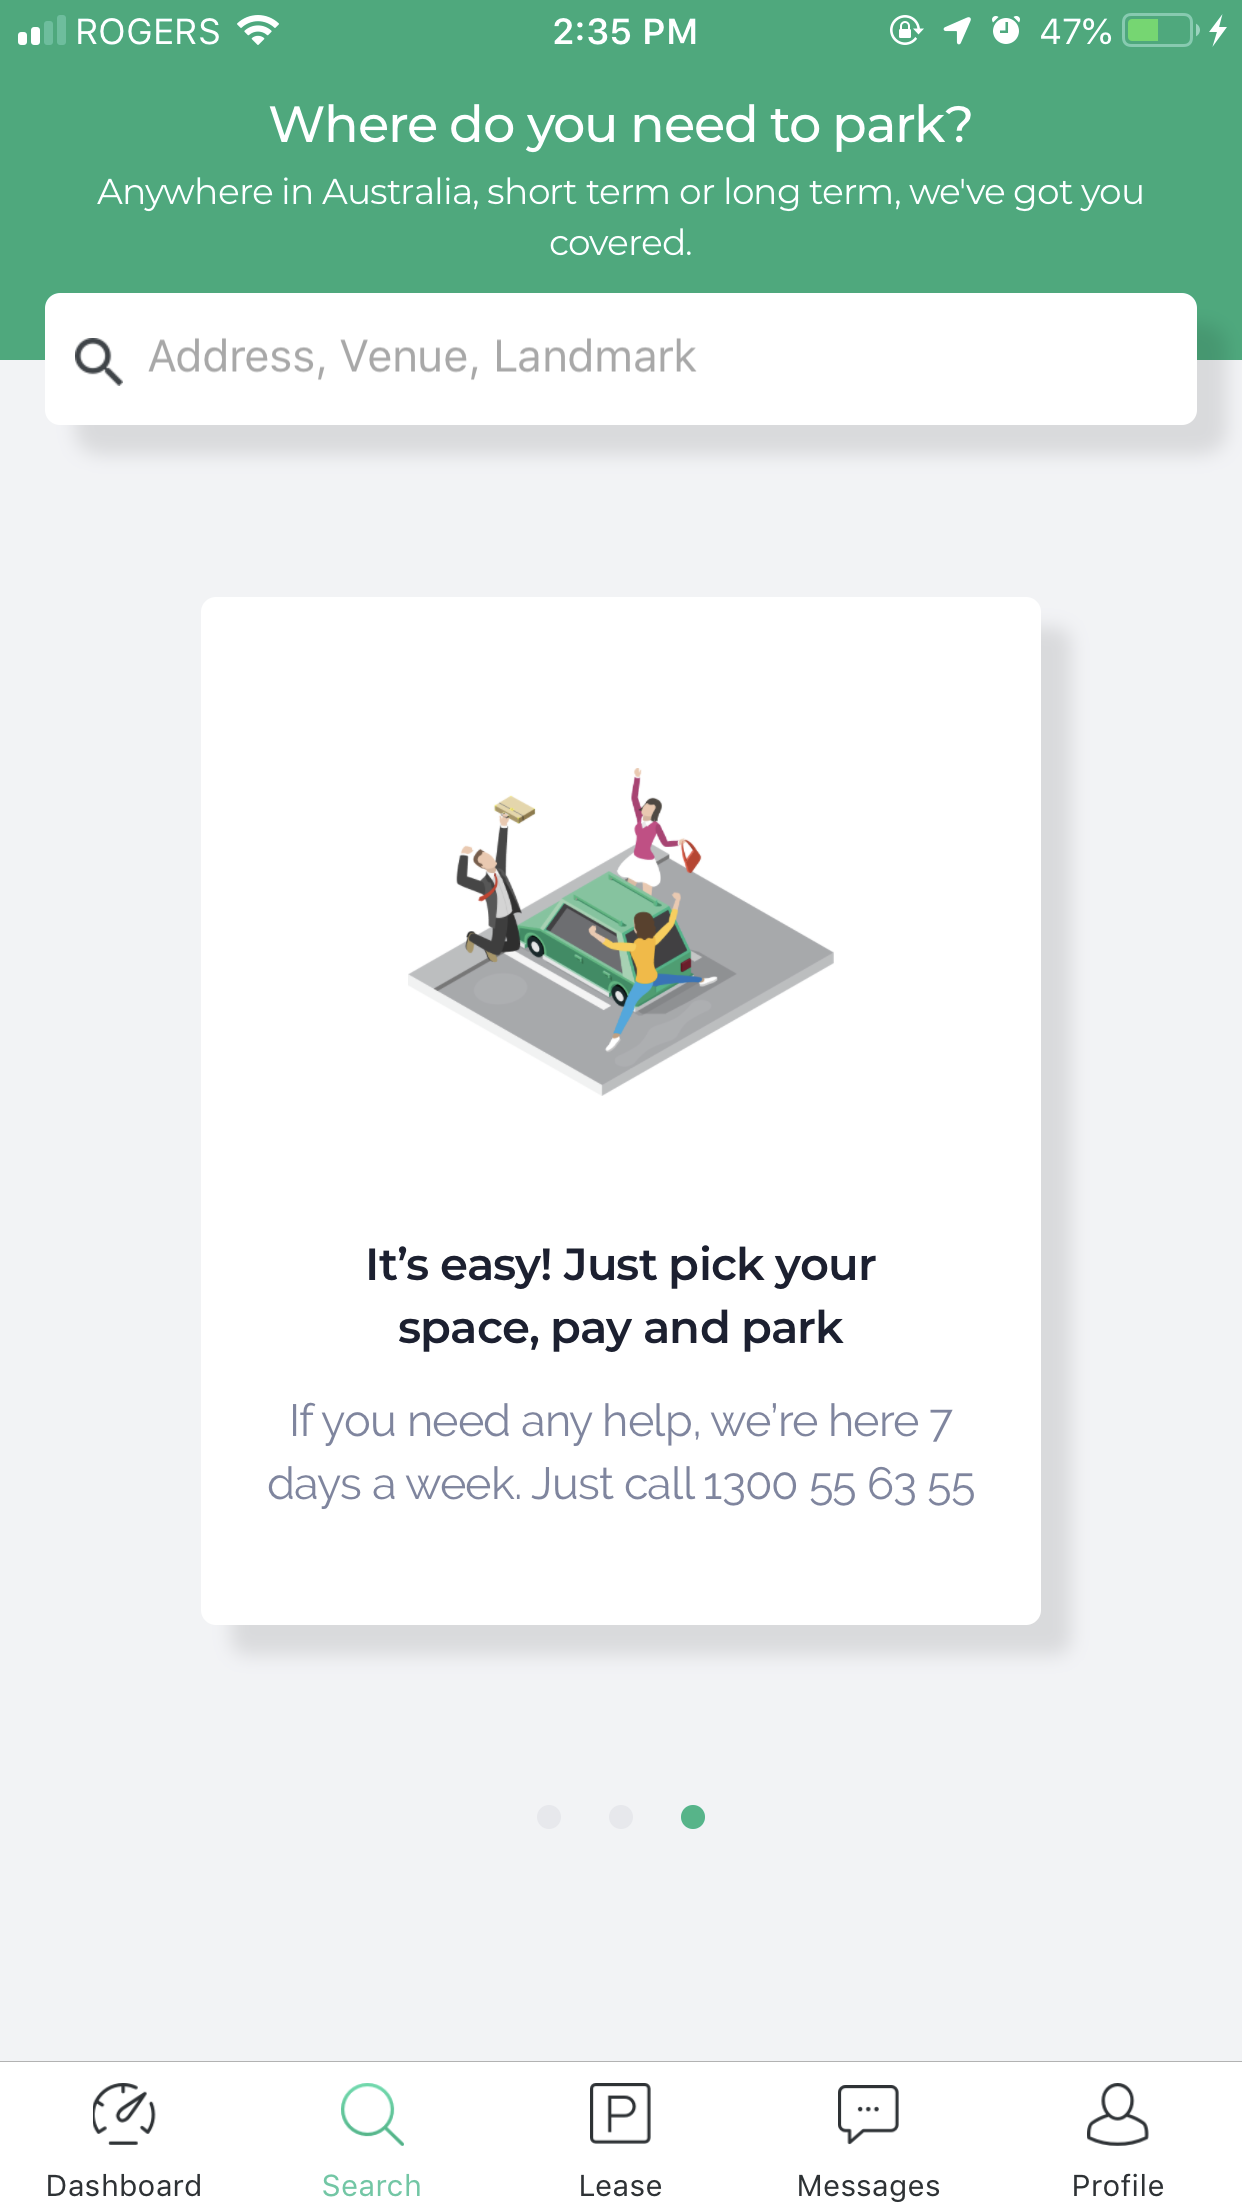 ROGERS 2:35 PM 47%
Where do you need to park?
Anywhere in Australia, short term or long term, we've got you
covered.
Address, Venue, Landmark
It’s easy! Just pick your
space, pay and park
If you need any help, we’re here 7
days a week. Just call 1300 55 63 55
P
Dashboard Search Lease Messages Profile